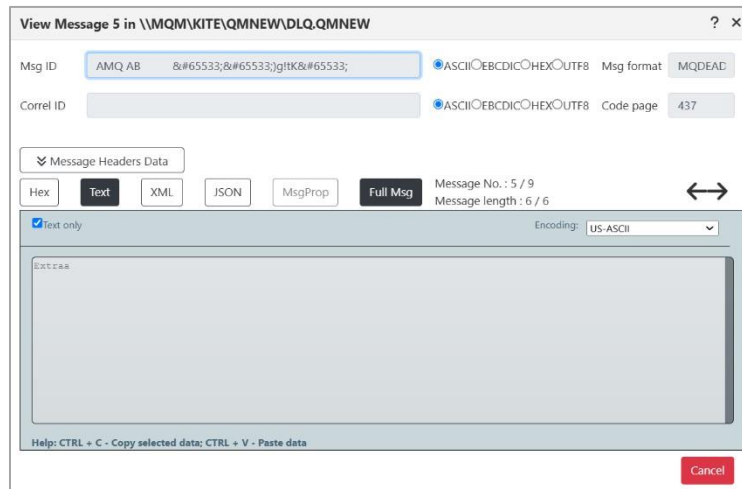 View Message 5 in \\MQM\KITE\QMNEW\DLQ.QMNEW ? ×
Msg ID AMQ AB &#65533;&#65533;)g!tK&#65533; ASCII EBCDIC HEX UTF8 Msg format MQDEAD
Correl ID ASCII EBCDIC HEX UTF8 Code page 437
Message Headers Data
Hex Text XML JSON MsgProp Full Msg Message No. : 5 / 9
Message length : 6 / 6
Text only Encoding: US-ASCII
Extraa
Help: CTRL + C - Copy selected data; CTRL + V - Paste data
Cancel